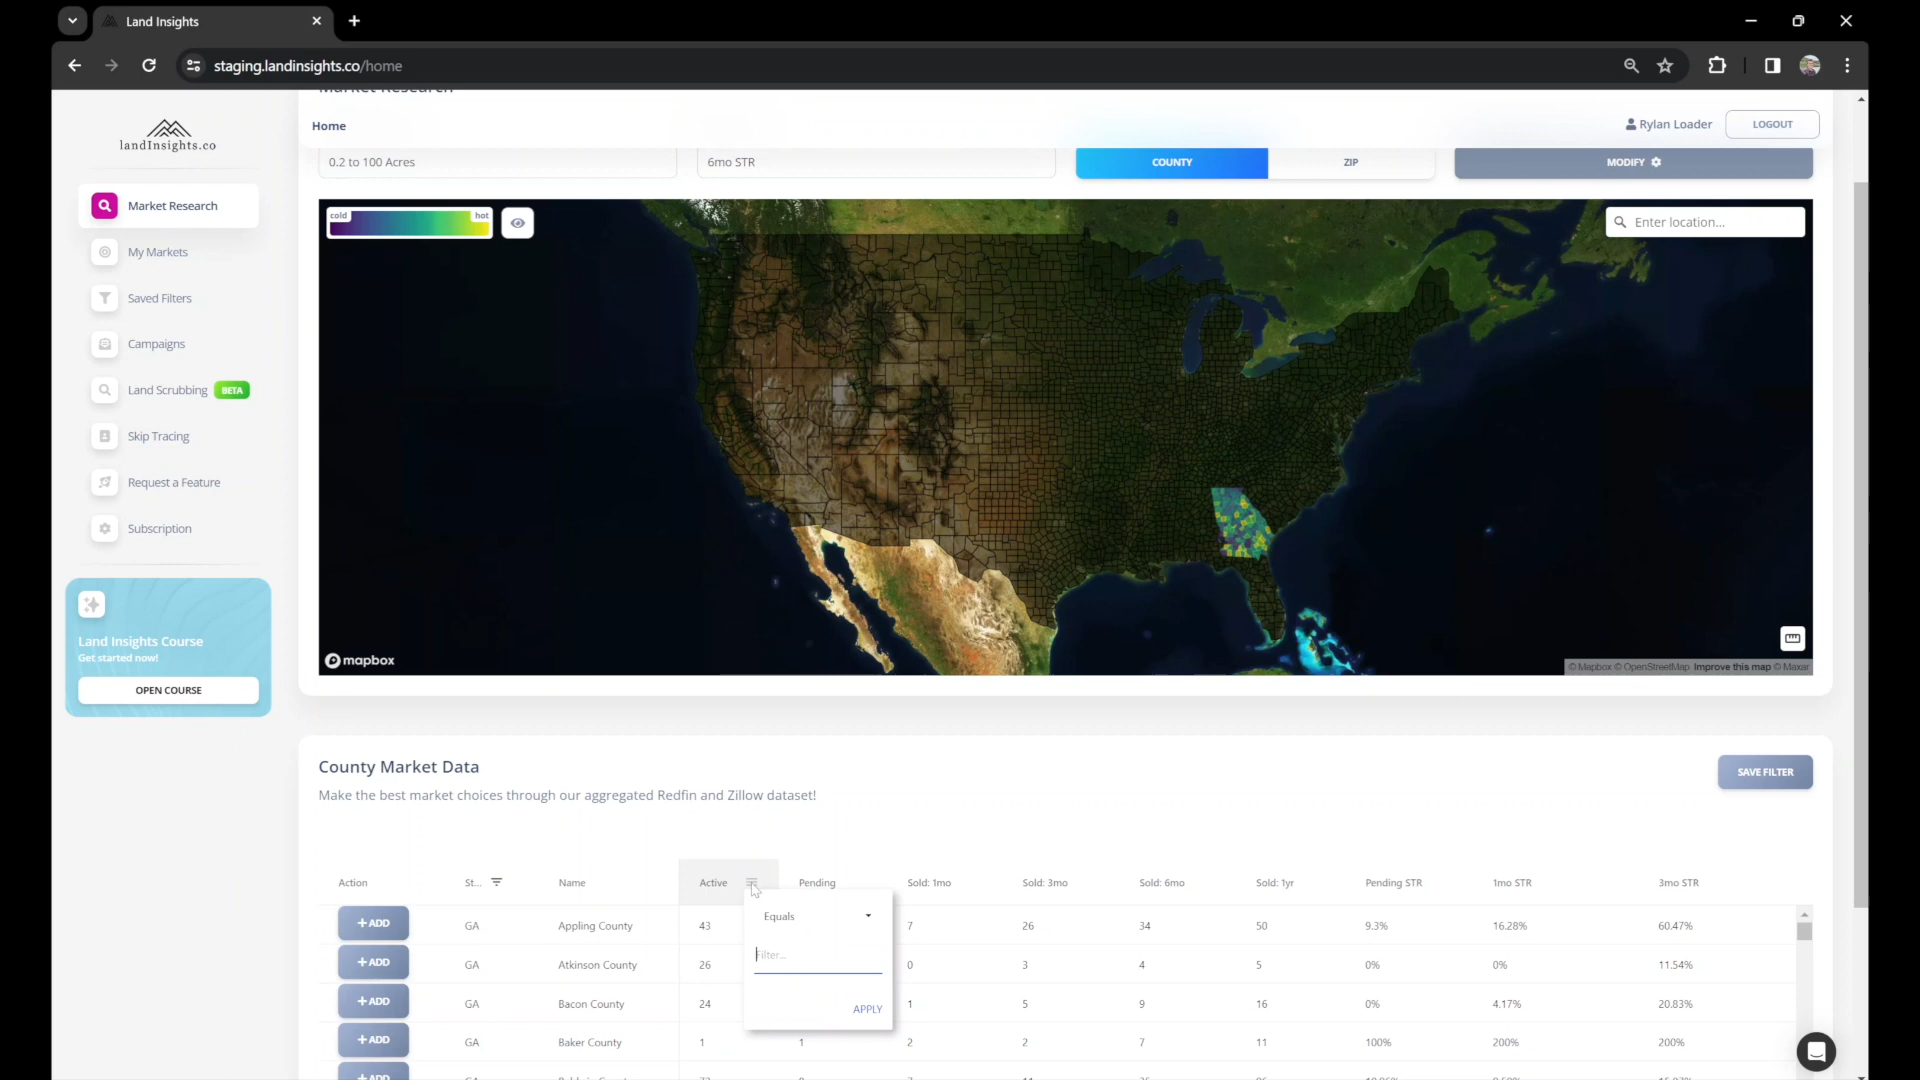 Land Insights
staging.landinsights.co/home
Market Research
Home
Rylan Loader
LOGOUT
landInsights.co
0.2 to 100 Acres
6mo STR
COUNTY
ZIP
MODIFY
Market Research
My Markets
Saved Filters
Campaigns
Land Scrubbing BETA
Skip Tracing
Request a Feature
Subscription
Land Insights Course
Get started now!
OPEN COURSE
cold
hot
Enter location...
mapbox
© Mapbox © OpenStreetMap Improve this map © Maxar
County Market Data
Make the best market choices through our aggregated Redfin and Zillow dataset!
SAVE FILTER
Action St... Name Active Pending Sold: 1mo Sold: 3mo Sold: 6mo Sold: 1yr Pending STR 1mo STR 3mo STR
+ADD GA Appling County 43 7 26 34 50 9.3% 16.28% 60.47%
+ADD GA Atkinson County 26 0 3 4 5 0% 0% 11.54%
+ADD GA Bacon County 24 1 5 9 16 0% 4.17% 20.83%
+ADD GA Baker County 1 1 2 2 7 11 100% 200% 200%
+ADD
Equals
Filter...
APPLY